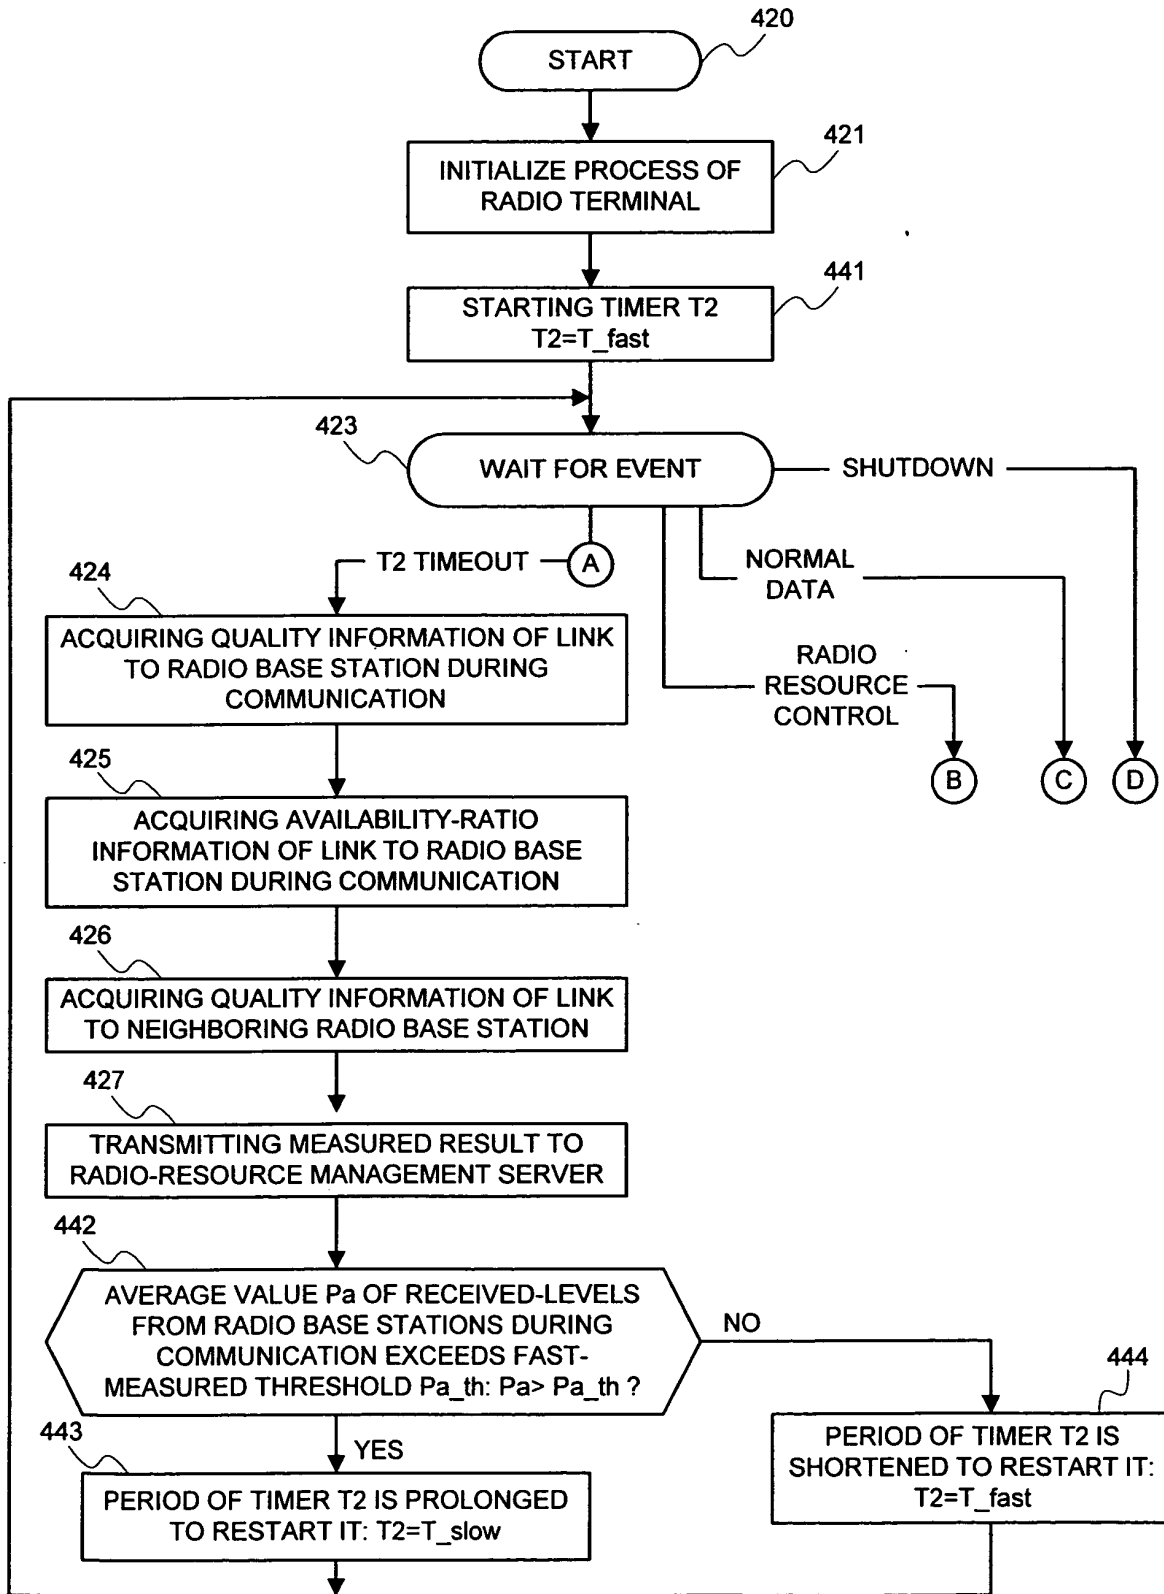 420
START
421
INITIALIZE PROCESS OF
RADIO TERMINAL
441
STARTING TIMER T2
T2=T_fast
423
WAIT FOR EVENT
SHUTDOWN
T2 TIMEOUT
A
NORMAL
DATA
RADIO
RESOURCE
CONTROL
B
C
D
424
ACQUIRING QUALITY INFORMATION OF LINK
TO RADIO BASE STATION DURING
COMMUNICATION
425
ACQUIRING AVAILABILITY-RATIO
INFORMATION OF LINK TO RADIO BASE
STATION DURING COMMUNICATION
426
ACQUIRING QUALITY INFORMATION OF LINK
TO NEIGHBORING RADIO BASE STATION
427
TRANSMITTING MEASURED RESULT TO
RADIO-RESOURCE MANAGEMENT SERVER
442
AVERAGE VALUE Pa OF RECEIVED-LEVELS
FROM RADIO BASE STATIONS DURING
COMMUNICATION EXCEEDS FAST-
MEASURED THRESHOLD Pa_th: Pa> Pa_th ?
NO
444
PERIOD OF TIMER T2 IS
SHORTENED TO RESTART IT:
T2=T_fast
443
YES
PERIOD OF TIMER T2 IS PROLONGED
TO RESTART IT: T2=T_slow